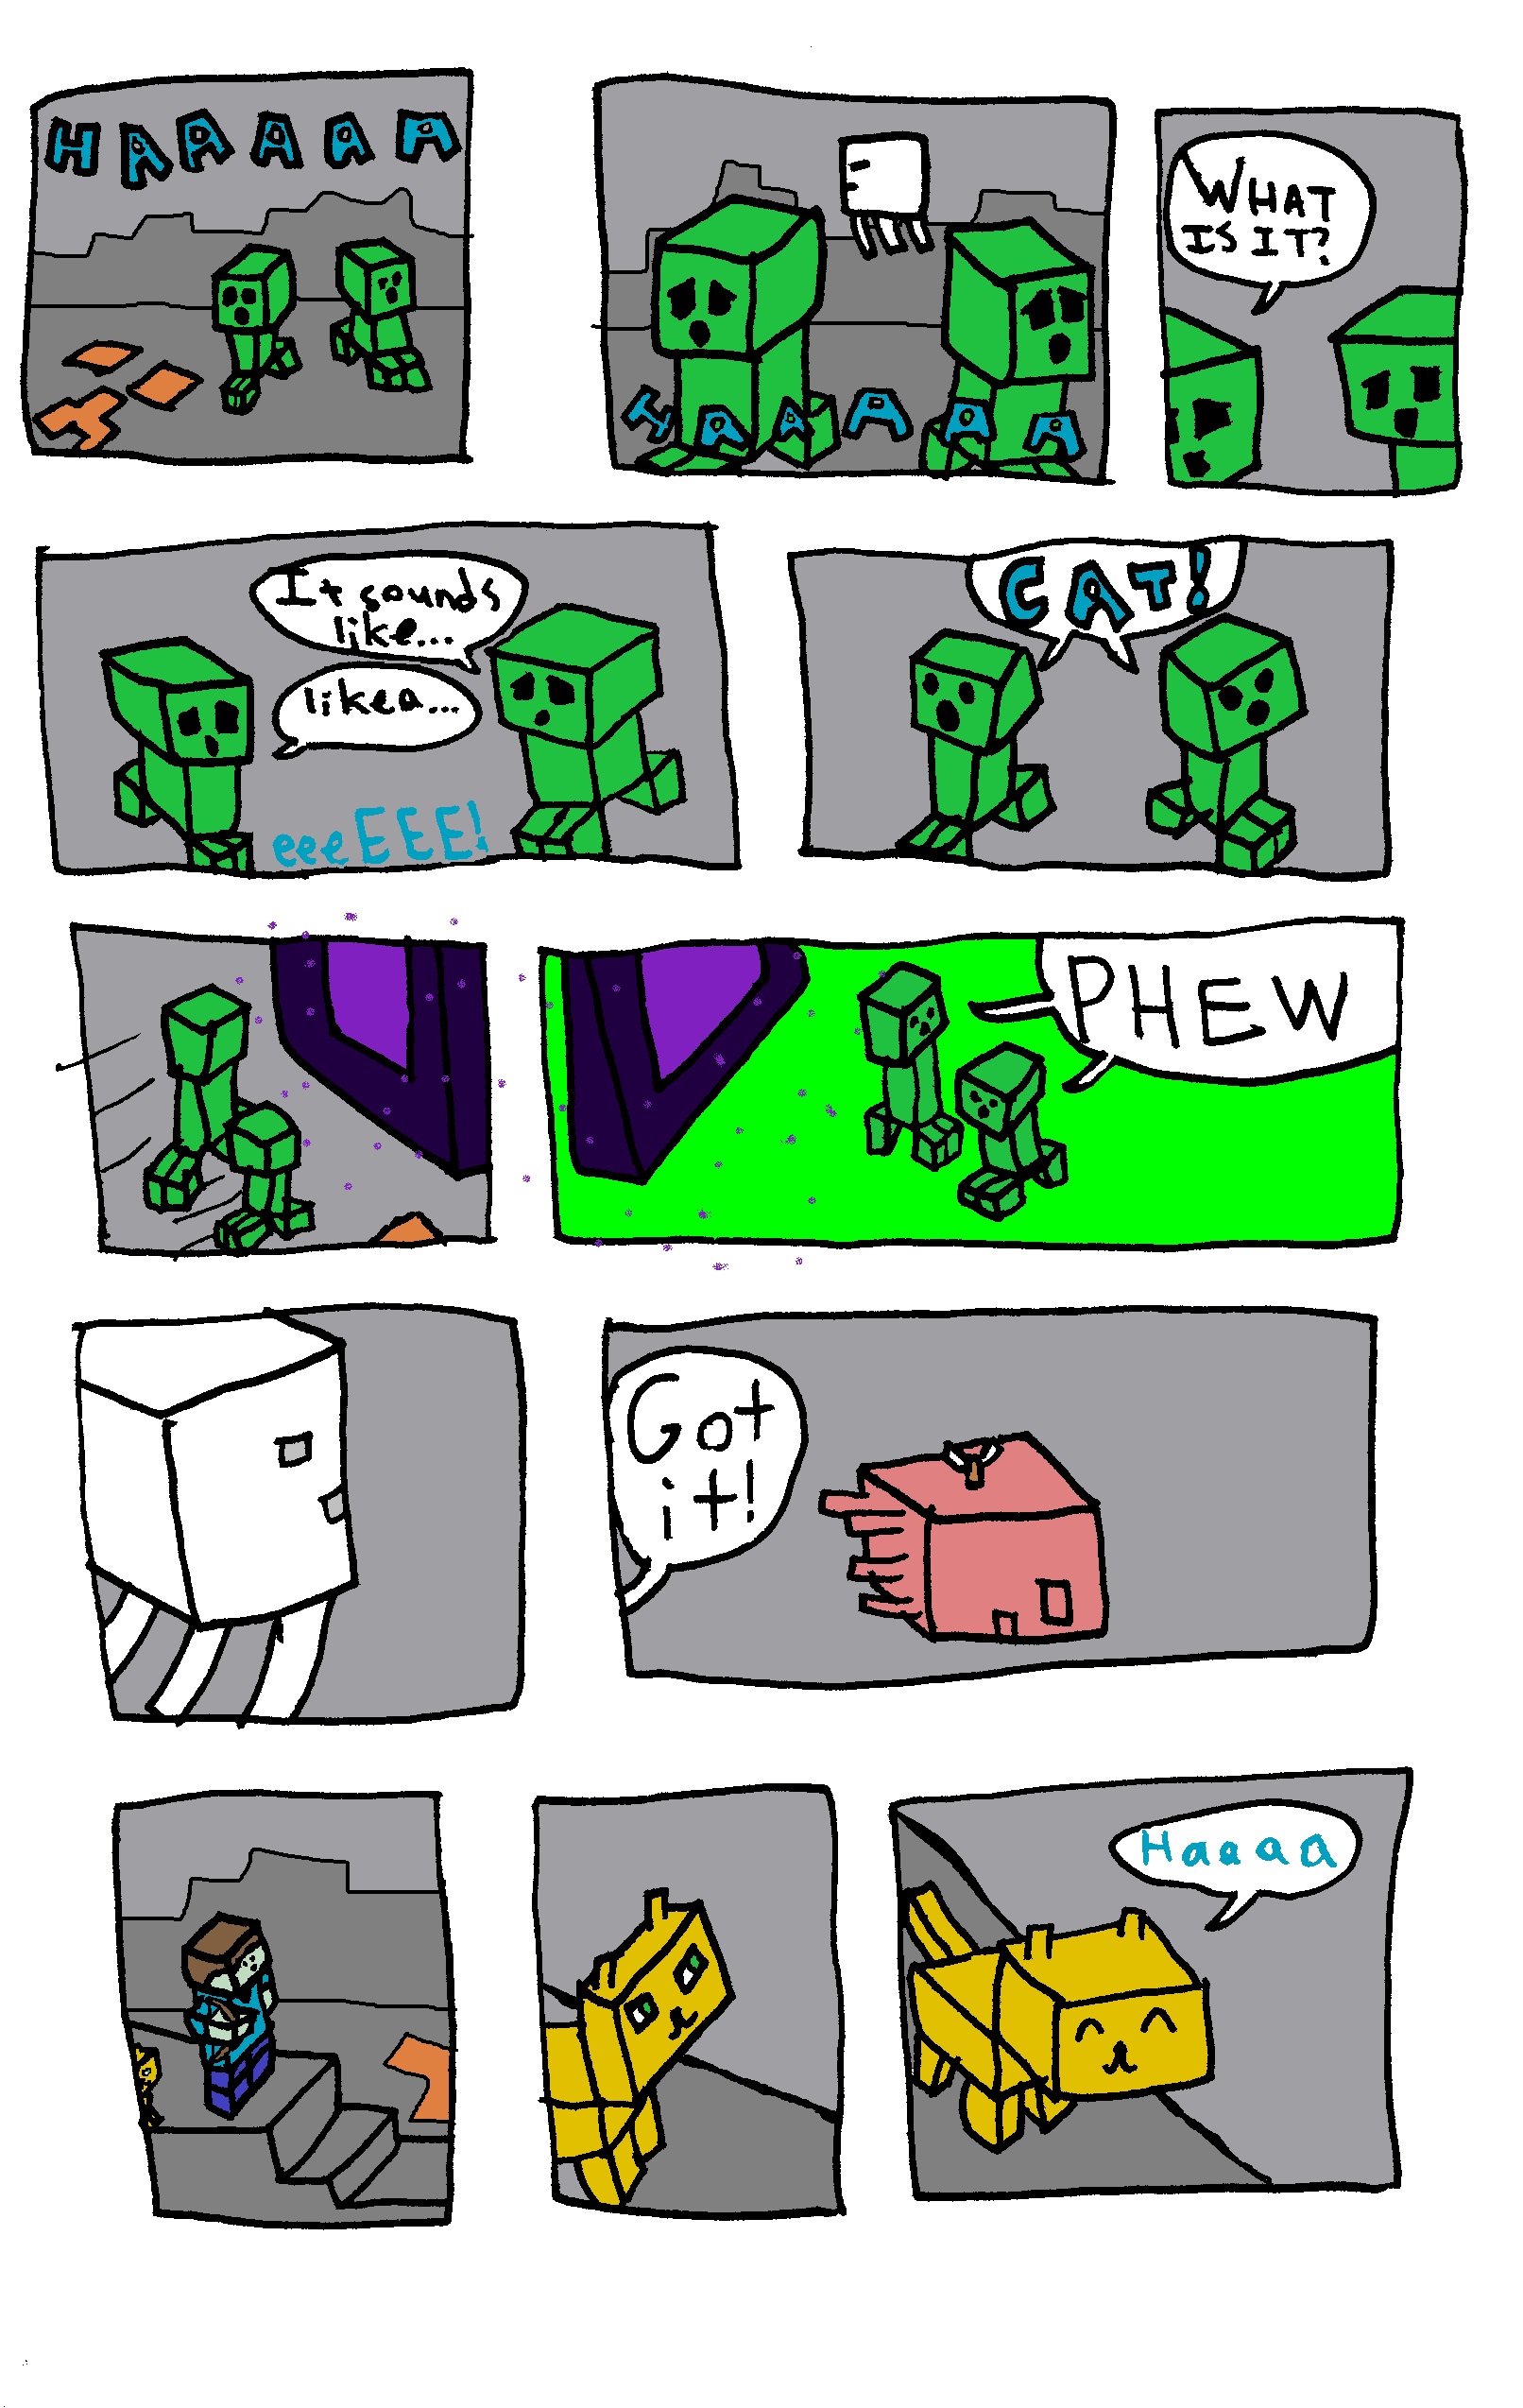 HAAAAA
HAAAAA
WHAT
IS IT?
It sounds
like...
like a...
eeeEEE!
CAT!
PHEW
Got
it!
Haaaa